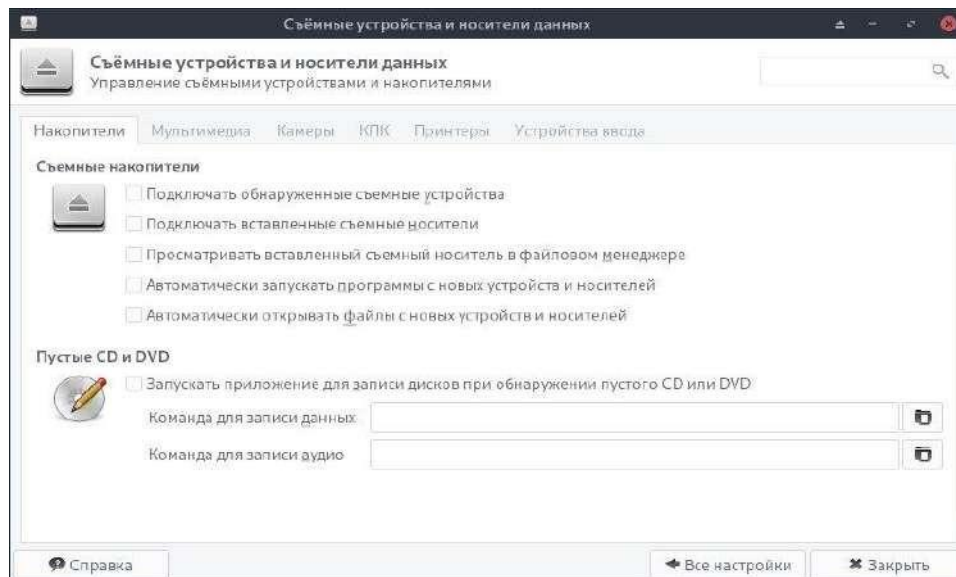 Съёмные устройства и носители данных
Съёмные устройства и носители данных
Управление съёмными устройствами и накопителями
Накопители Мультимедиа Камеры КПК Принтеры Устройства ввода
Съемные накопители
Подключать обнаруженные съемные устройства
Подключать вставленные съемные носители
Просматривать вставленный съемный носитель в файловом менеджере
Автоматически запускать программы с новых устройств и носителей
Автоматически открывать файлы с новых устройств и носителей
Пустые CD и DVD
Запускать приложение для записи дисков при обнаружении пустого CD или DVD
Команда для записи данных
Команда для записи аудио
Справка Все настройки Закрыть